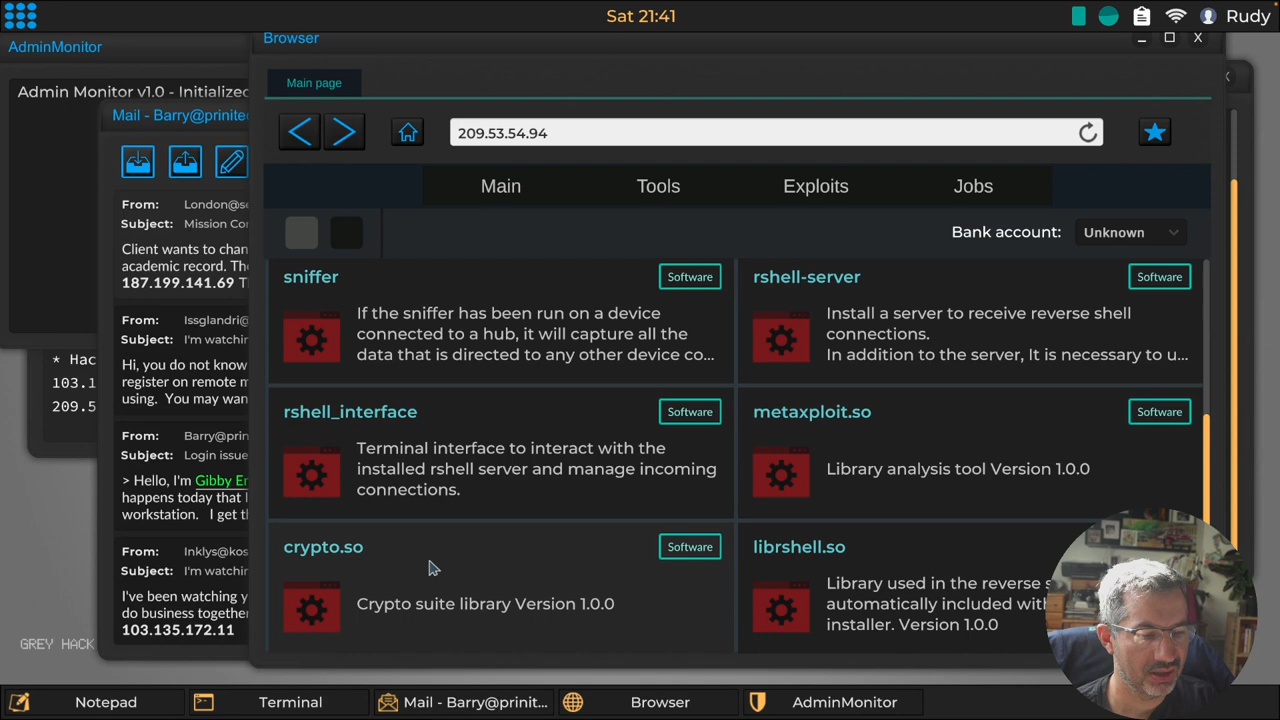 Sat 21:41
Rudy
AdminMonitor
Admin Monitor v1.0 - Initialized
Mail - Barry@prinite
From: London@se
Subject: Mission Con
Client wants to chan
academic record. The
187.199.141.69 T
From: Issglandri@
Subject: I'm watchin
Hi, you do not know
register on remote m
using. You may wan
From: Barry@prin
Subject: Login issue
> Hello, I'm Gibby Er
happens today that I
workstation. I get th
From: Inklys@kos
Subject: I'm watchin
I've been watching y
do business together
103.135.172.11
* Hac
103.1
209.5
GREY HACK
Browser
X
Main page
209.53.54.94
Main
Tools
Exploits
Jobs
Bank account:
Unknown
sniffer
Software
If the sniffer has been run on a device
connected to a hub, it will capture all the
data that is directed to any other device co...
rshell-server
Software
Install a server to receive reverse shell
connections.
In addition to the server, It is necessary to u...
rshell_interface
Software
Terminal interface to interact with the
installed rshell server and manage incoming
connections.
metaxploit.so
Software
Library analysis tool Version 1.0.0
crypto.so
Software
Crypto suite library Version 1.0.0
librshell.so
Library used in the reverse s
automatically included with
installer. Version 1.0.0
Notepad
Terminal
Mail - Barry@prinit...
Browser
AdminMonitor